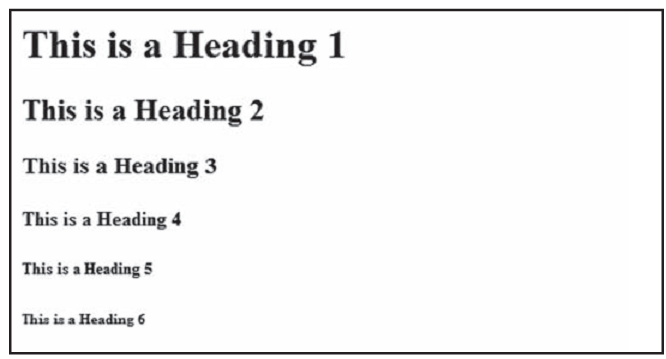 This is a Heading 1
This is a Heading 2
This is a Heading 3
This is a Heading 4
This is a Heading 5
This is a Heading 6